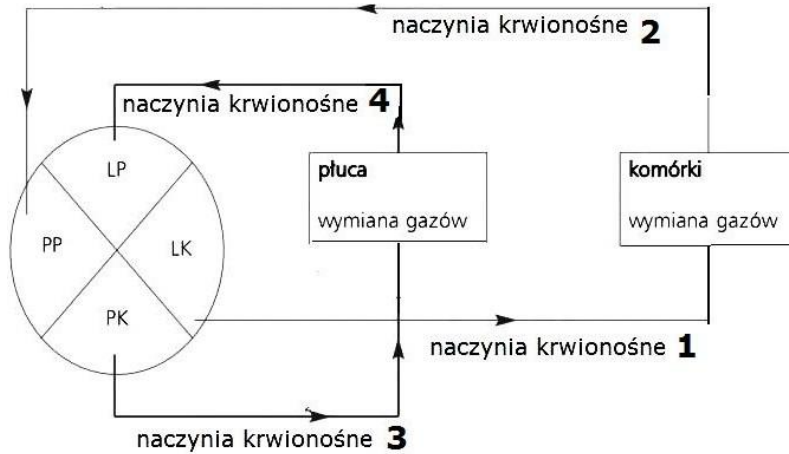 naczynia krwionośne 2
naczynia krwionośne 4
LP
PP
LK
PK
płuca
wymiana gazów
komórki
wymiana gazów
naczynia krwionośne 1
naczynia krwionośne 3